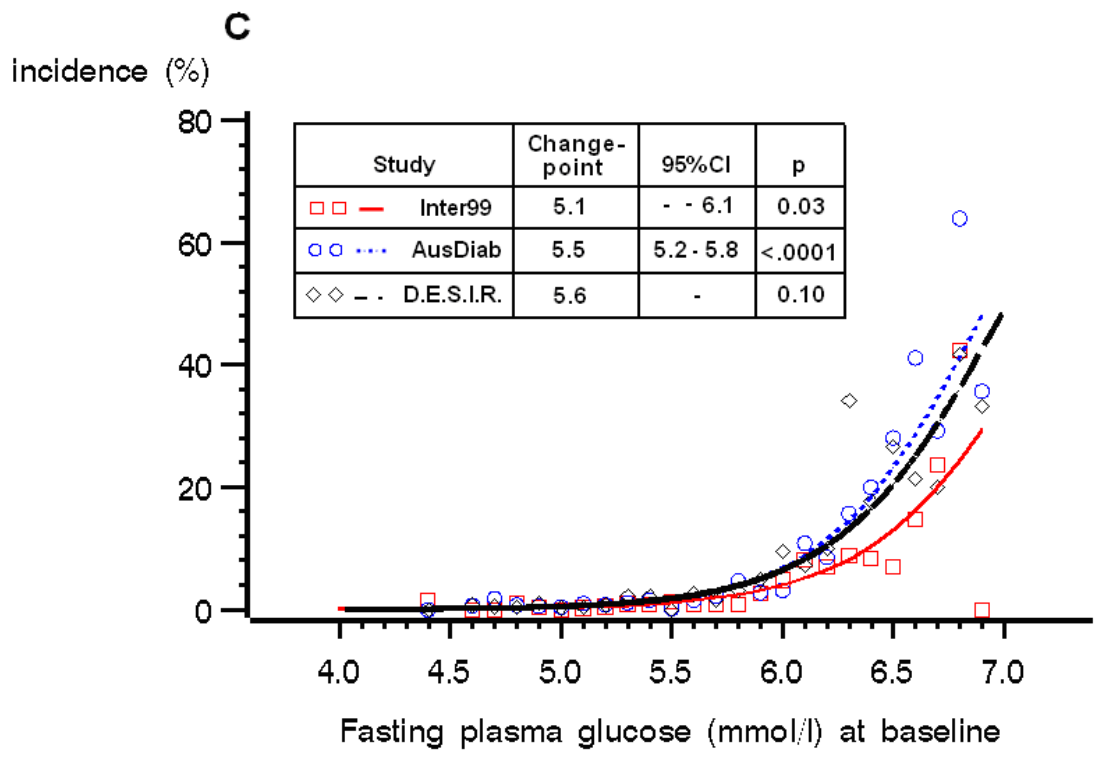 C
incidence (%)
80
60
40
20
0
Study Change-point 95%CI p
Inter99 5.1 - - 6.1 0.03
AusDiab 5.5 5.2 - 5.8 <.0001
D.E.S.I.R. 5.6 - 0.10
4.0 4.5 5.0 5.5 6.0 6.5 7.0
Fasting plasma glucose (mmol/l) at baseline